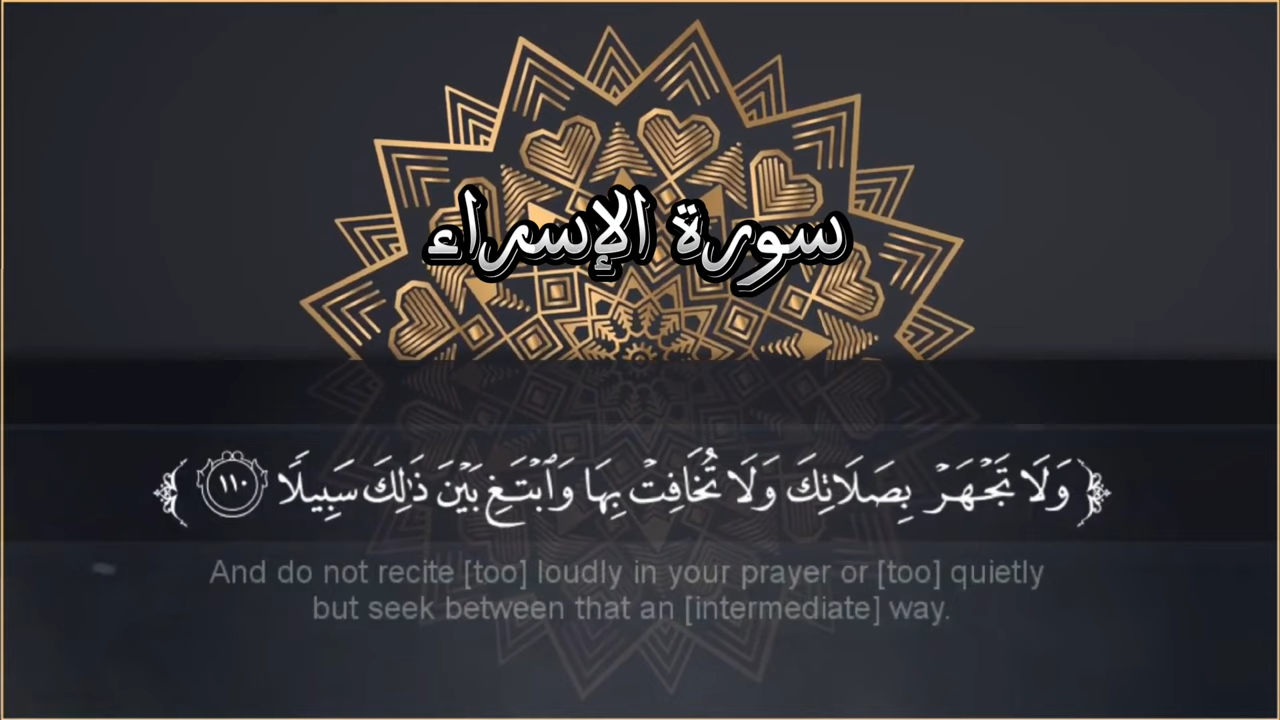 سورة الإسراء
وَلَا تَجْهَرْ بِصَلَاتِكَ وَلَا تُخَافِتْ بِهَا وَٱبْتَغِ بَيْنَ ذَٰلِكَ سَبِيلًا ١١٠
And do not recite [too] loudly in your prayer or [too] quietly
but seek between that an [intermediate] way.